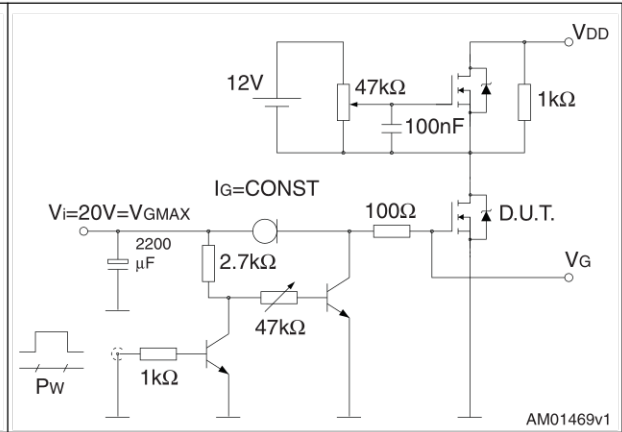 VDD
12V
47kΩ
1kΩ
100nF
IG=CONST
Vi=20V=VGMAX
100Ω
D.U.T.
2200
μF
2.7kΩ
VG
47kΩ
1kΩ
PW
AM01469v1